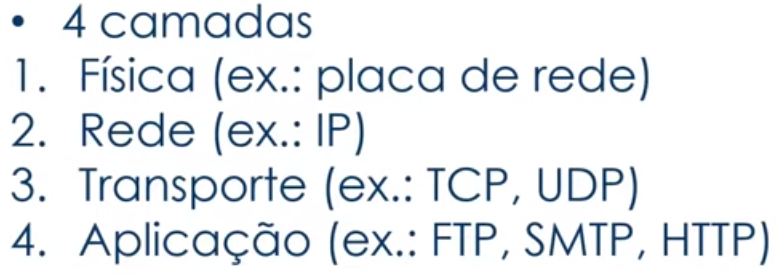 • 4 camadas
1. Física (ex.: placa de rede)
2. Rede (ex.: IP)
3. Transporte (ex.: TCP, UDP)
4. Aplicação (ex.: FTP, SMTP, HTTP)